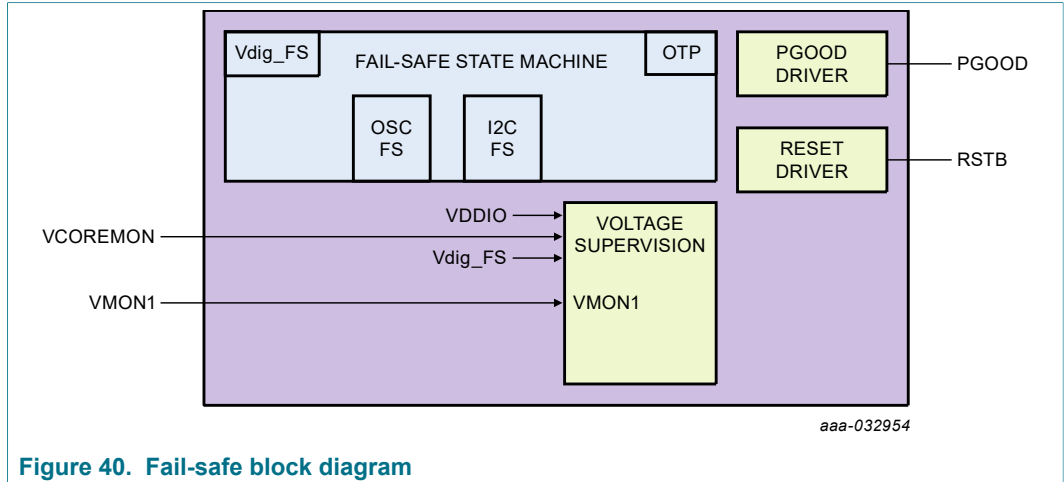 Vdig_FS
FAIL-SAFE STATE MACHINE
OTP
OSC
FS
I2C
FS
PGOOD
DRIVER
PGOOD
RESET
DRIVER
RSTB
VDDIO
VCOREMON
Vdig_FS
VOLTAGE
SUPERVISION
VMON1
VMON1
aaa-032954
Figure 40. Fail-safe block diagram